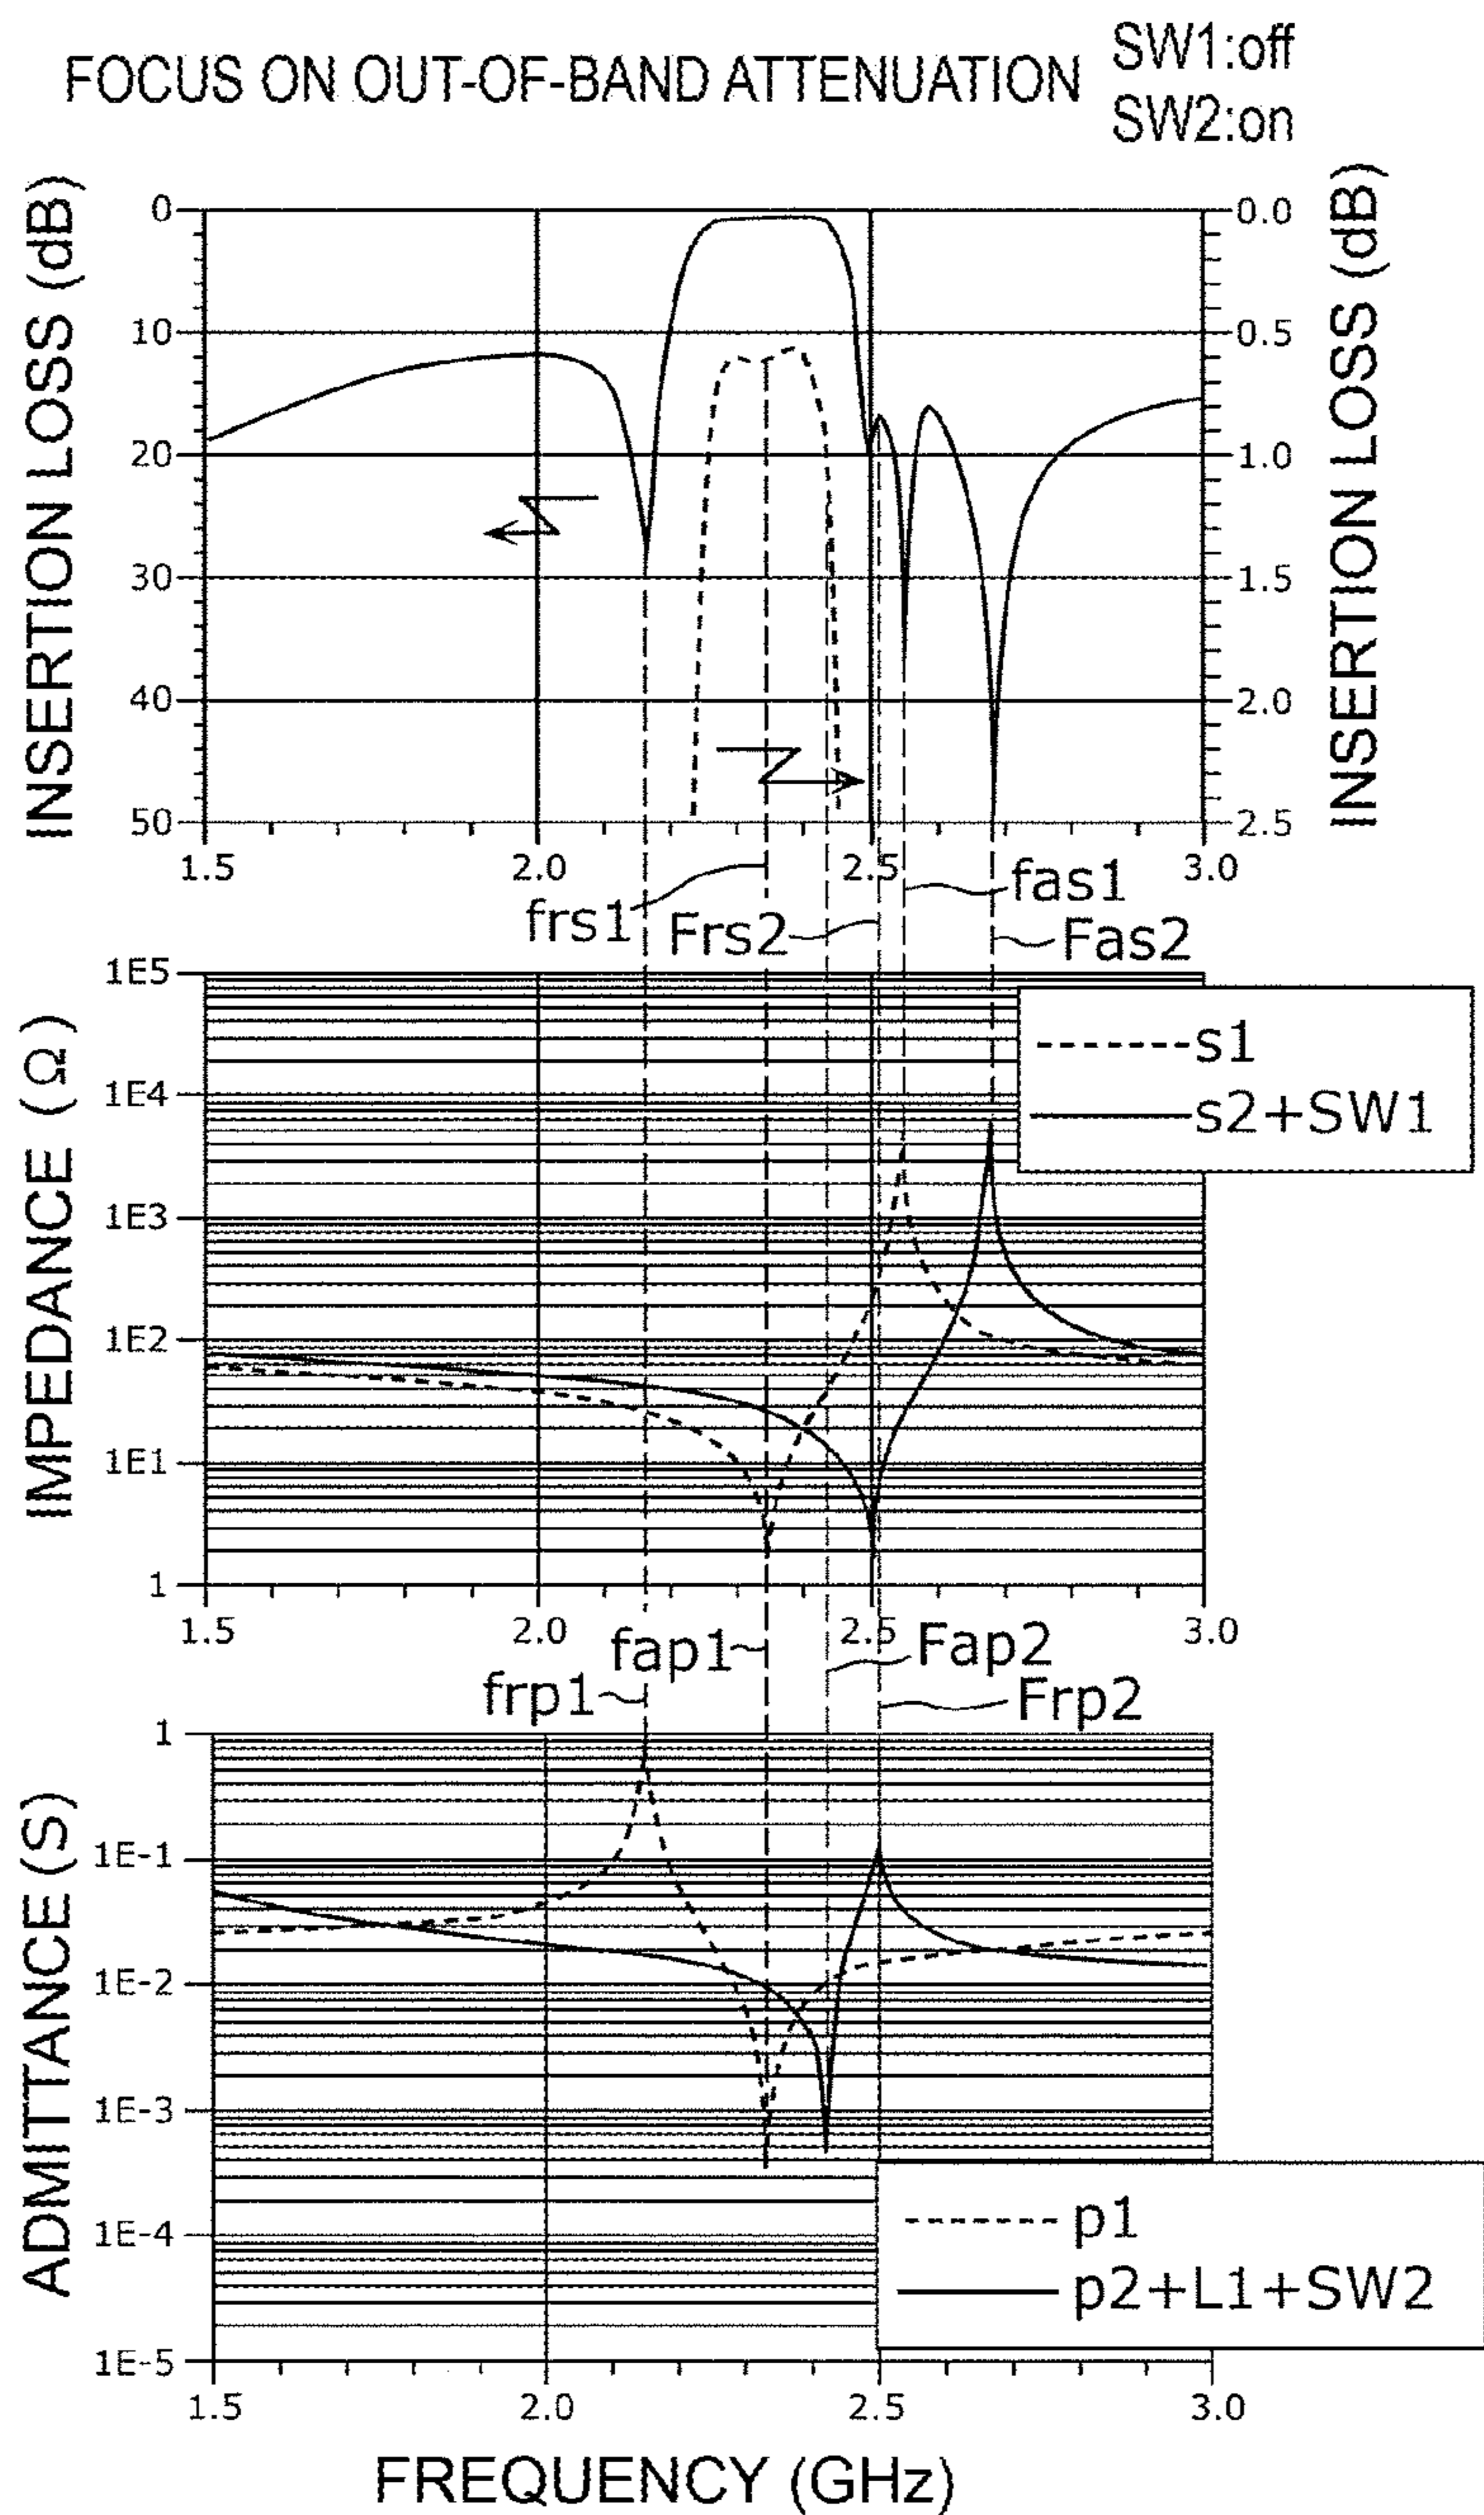 FOCUS ON OUT-OF-BAND ATTENUATION
SW1:off
SW2:on
INSERTION LOSS (dB)
0
10
20
30
40
50
0.0
0.5
1.0
1.5
2.0
2.5
INSERTION LOSS (dB)
1.5
2.0
2.5
3.0
frs1
Frs2
fas1
Fas2
IMPEDANCE (Ω)
1E5
1E4
1E3
1E2
1E1
1
s1
s2+SW1
1.5
2.0
2.5
3.0
frp1
fap1
Fap2
Frp2
ADMITTANCE (S)
1
1E-1
1E-2
1E-3
1E-4
1E-5
p1
p2+L1+SW2
1.5
2.0
2.5
3.0
FREQUENCY (GHz)